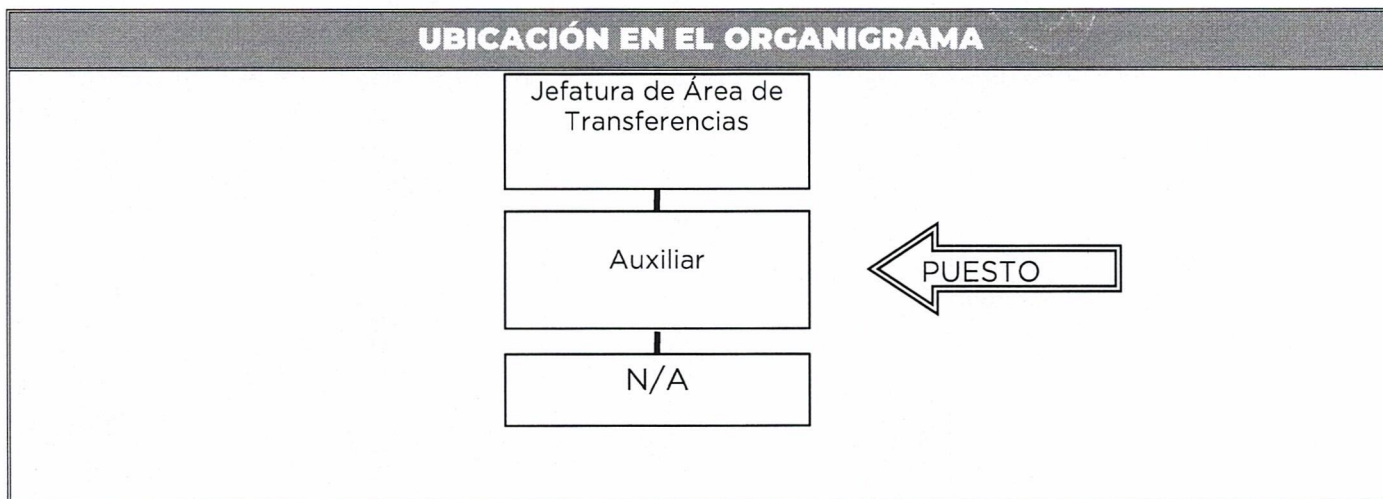 UBICACIÓN EN EL ORGANIGRAMA
Jefatura de Área de
Transferencias
Auxiliar
PUESTO
N/A